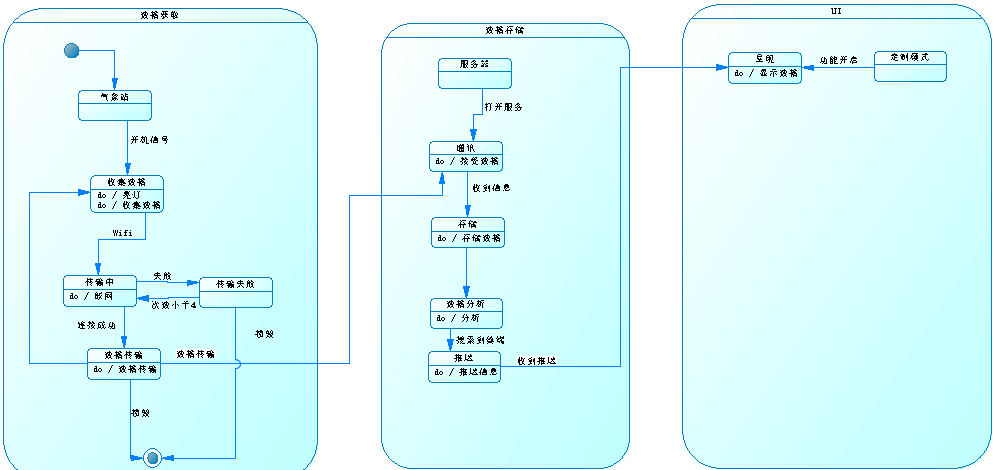 数据获取
气象站
开机信号
收集数据
do / 亮灯
do / 收集数据
Wifi
传输中
do / 联网
失败
传输失败
次数小于4
连接成功
损毁
数据传输
do / 数据传输
数据传输
损毁
数据存储
服务器
打开服务
通讯
do / 接受数据
收到信息
存储
do / 存储数据
数据分析
do / 分析
搜索到终端
推送
do / 推送信息
收到推送
UI
呈现
do / 显示数据
功能开启
定制模式